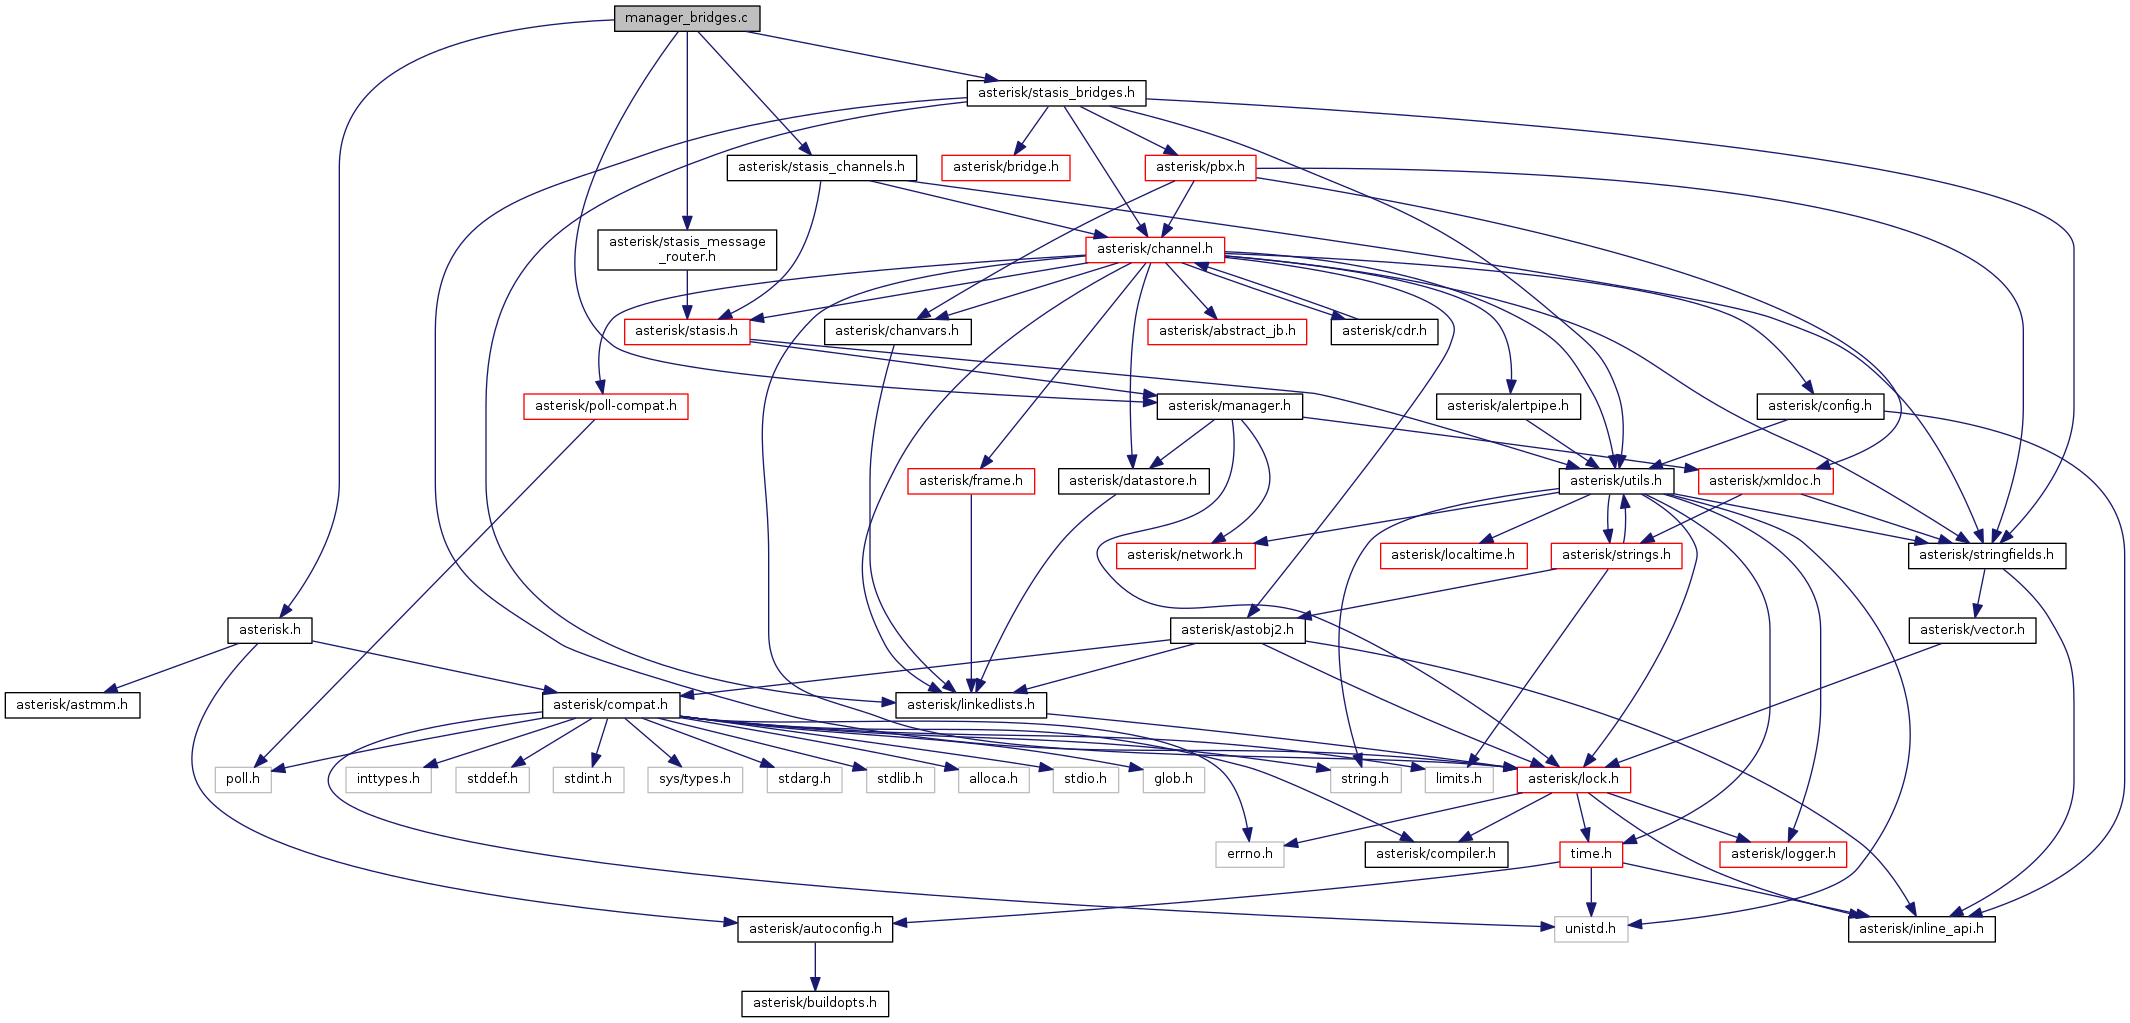 manager_bridges.c
asterisk/stasis_bridges.h
asterisk/stasis_channels.h
asterisk/bridge.h
asterisk/pbx.h
asterisk/stasis_message
_router.h
asterisk/channel.h
asterisk/stasis.h
asterisk/chanvars.h
asterisk/abstract_jb.h
asterisk/cdr.h
asterisk/poll-compat.h
asterisk/manager.h
asterisk/alertpipe.h
asterisk/config.h
asterisk/frame.h
asterisk/datastore.h
asterisk/utils.h
asterisk/xmldoc.h
asterisk/network.h
asterisk/localtime.h
asterisk/strings.h
asterisk/stringfields.h
asterisk.h
asterisk/astobj2.h
asterisk/vector.h
asterisk/astmm.h
asterisk/compat.h
asterisk/linkedlists.h
poll.h
inttypes.h
stddef.h
stdint.h
sys/types.h
stdarg.h
stdlib.h
alloca.h
stdio.h
glob.h
string.h
limits.h
asterisk/lock.h
errno.h
asterisk/compiler.h
time.h
asterisk/logger.h
asterisk/autoconfig.h
unistd.h
asterisk/inline_api.h
asterisk/buildopts.h